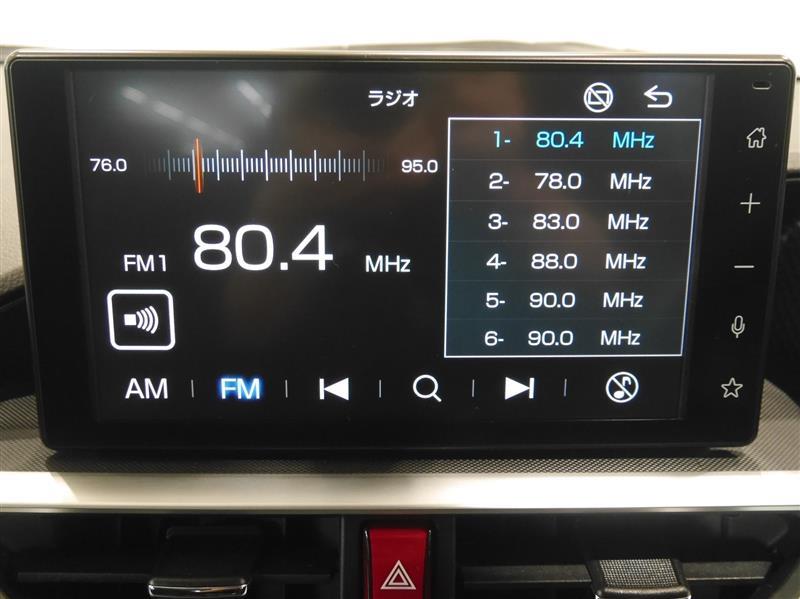 ラジオ
76.0 95.0
FM1 80.4 MHz
1- 80.4 MHz
2- 78.0 MHz
3- 83.0 MHz
4- 88.0 MHz
5- 90.0 MHz
6- 90.0 MHz
AM FM